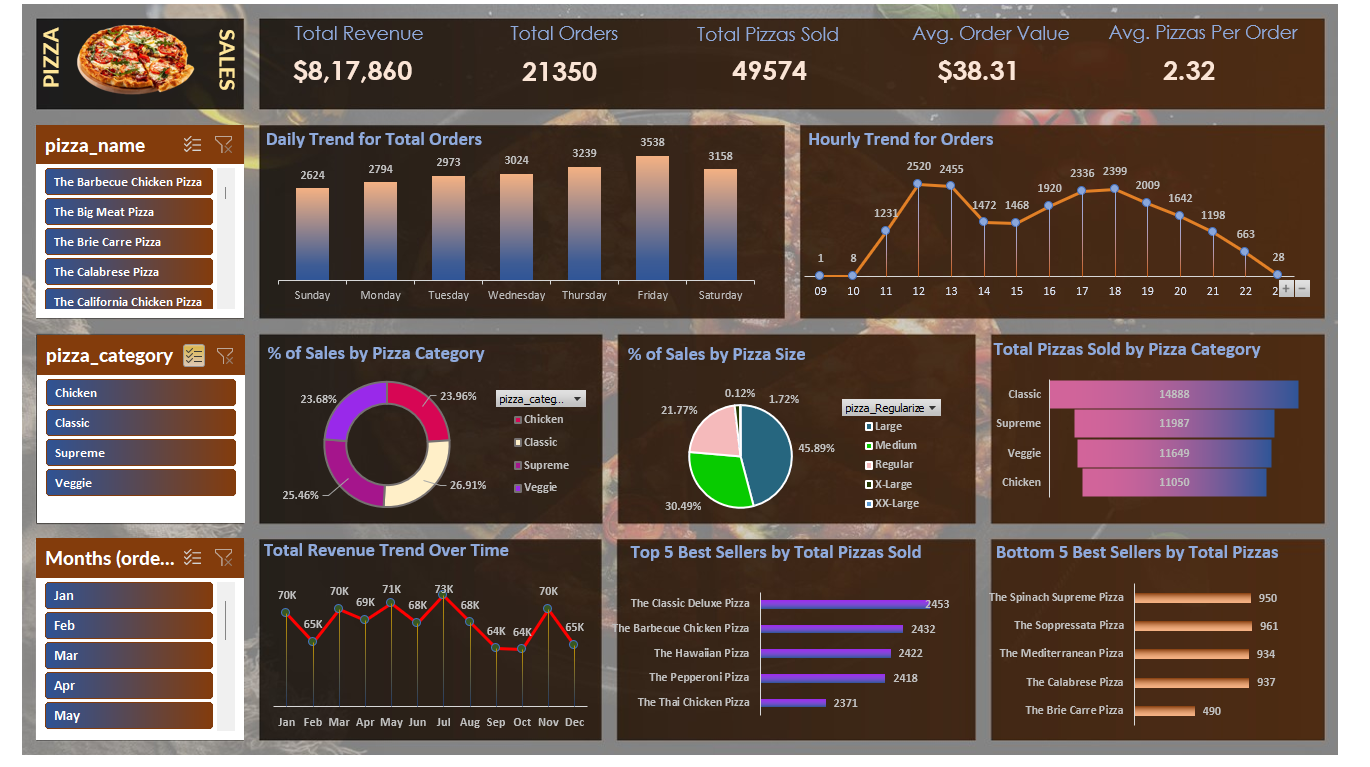 PIZZA
SALES
Total Revenue
$8,17,860
Total Orders
21350
Total Pizzas Sold
49574
Avg. Order Value
$38.31
Avg. Pizzas Per Order
2.32
pizza_name
The Barbecue Chicken Pizza
The Big Meat Pizza
The Brie Carre Pizza
The Calabrese Pizza
The California Chicken Pizza
Daily Trend for Total Orders
2624 2794 2973 3024 3239 3538 3158
Sunday Monday Tuesday Wednesday Thursday Friday Saturday
Hourly Trend for Orders
1 8 1231 2520 2455 1472 1468 1920 2336 2399 2009 1642 1198 663 28
09 10 11 12 13 14 15 16 17 18 19 20 21 22 2
+ −
pizza_category
Chicken
Classic
Supreme
Veggie
% of Sales by Pizza Category
23.68% 23.96%
25.46% 26.91%
pizza_categ...
Chicken
Classic
Supreme
Veggie
% of Sales by Pizza Size
0.12% 1.72%
21.77%
45.89%
30.49%
pizza_Regularize
Large
Medium
Regular
X-Large
XX-Large
Total Pizzas Sold by Pizza Category
Classic 14888
Supreme 11987
Veggie 11649
Chicken 11050
Months (orde...
Jan
Feb
Mar
Apr
May
Total Revenue Trend Over Time
70K 65K 70K 69K 71K 68K 73K 68K 64K 64K 70K 65K
Jan Feb Mar Apr May Jun Jul Aug Sep Oct Nov Dec
Top 5 Best Sellers by Total Pizzas Sold
The Classic Deluxe Pizza 2453
The Barbecue Chicken Pizza 2432
The Hawaiian Pizza 2422
The Pepperoni Pizza 2418
The Thai Chicken Pizza 2371
Bottom 5 Best Sellers by Total Pizzas
The Spinach Supreme Pizza 950
The Soppressata Pizza 961
The Mediterranean Pizza 934
The Calabrese Pizza 937
The Brie Carre Pizza 490